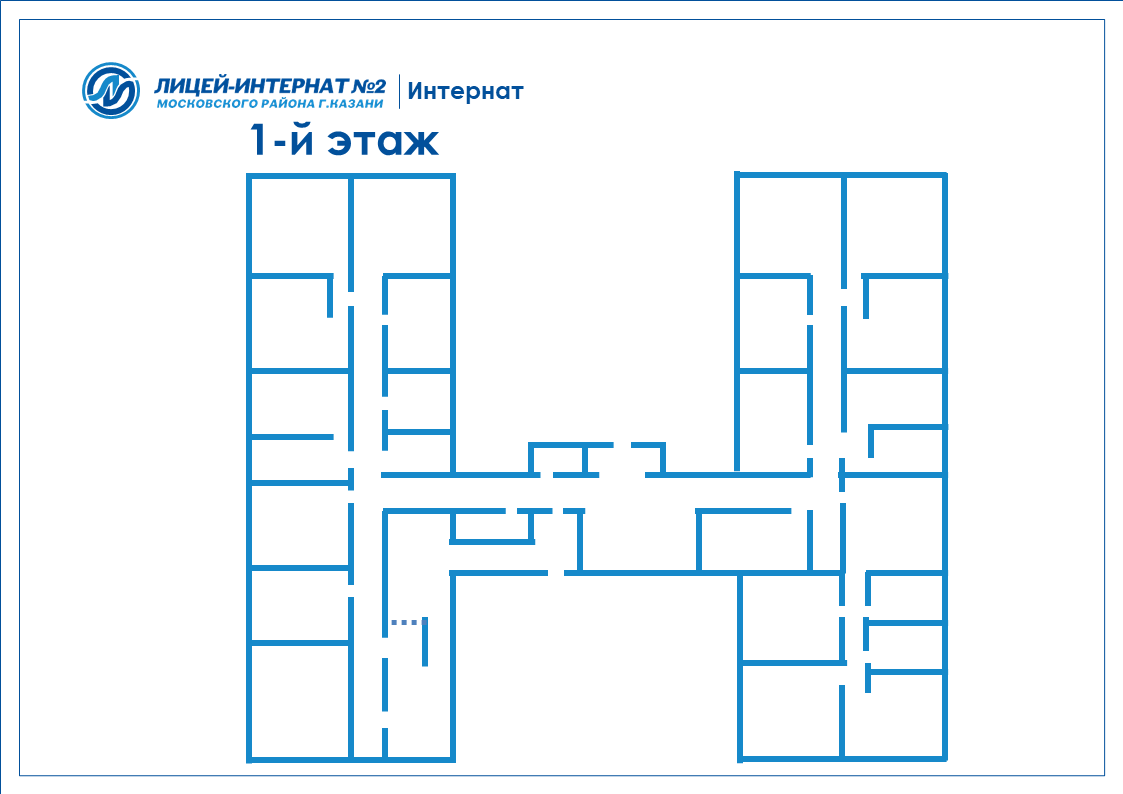 ЛИЦЕЙ-ИНТЕРНАТ №2
МОСКОВСКОГО РАЙОНА Г.КАЗАНИ
Интернат
1-й этаж